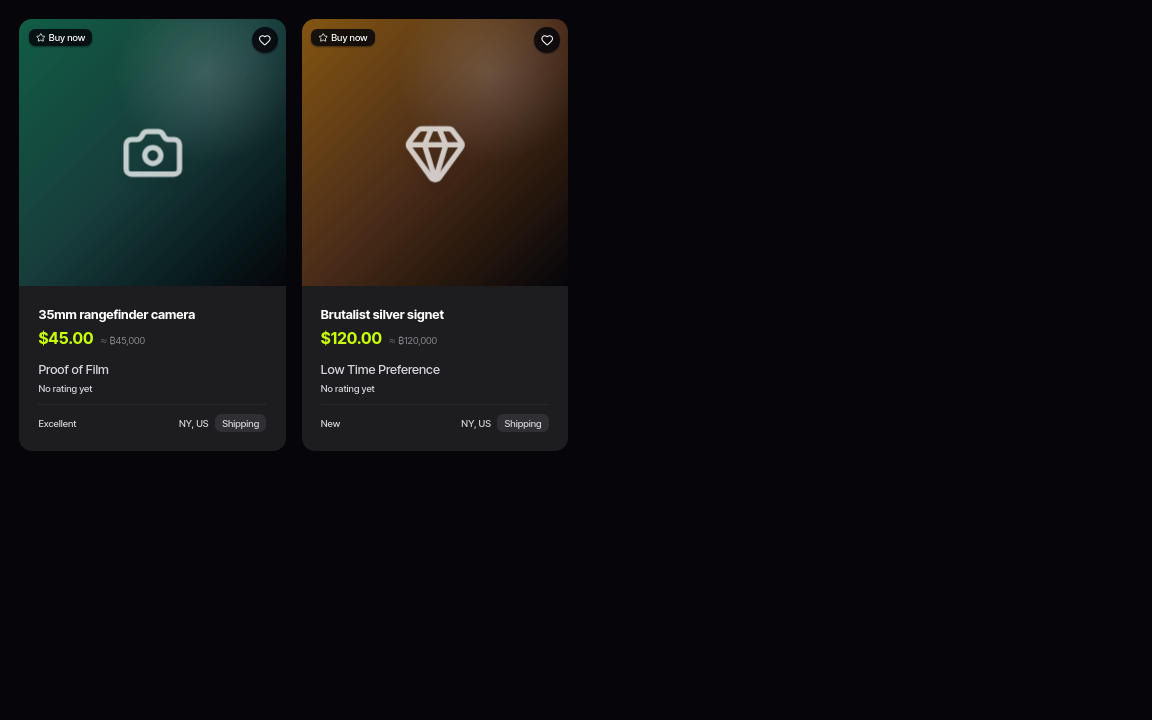 Buy now
35mm rangefinder camera
$45.00 ≈ ₿45,000
Proof of Film
No rating yet
Excellent NY, US Shipping
Buy now
Brutalist silver signet
$120.00 ≈ ₿120,000
Low Time Preference
No rating yet
New NY, US Shipping